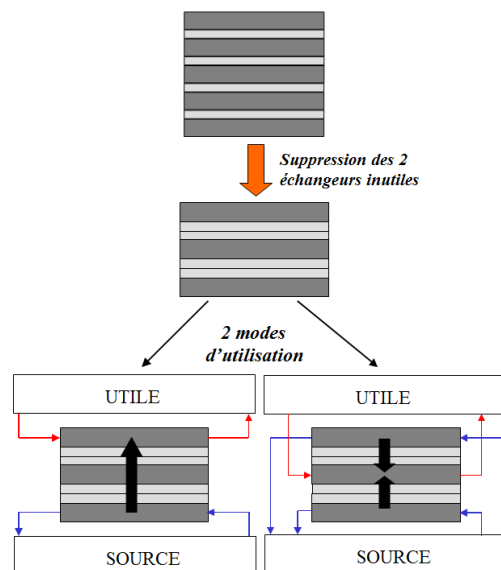 Suppression des 2
échangeurs inutiles
2 modes
d'utilisation
UTILE
UTILE
SOURCE
SOURCE